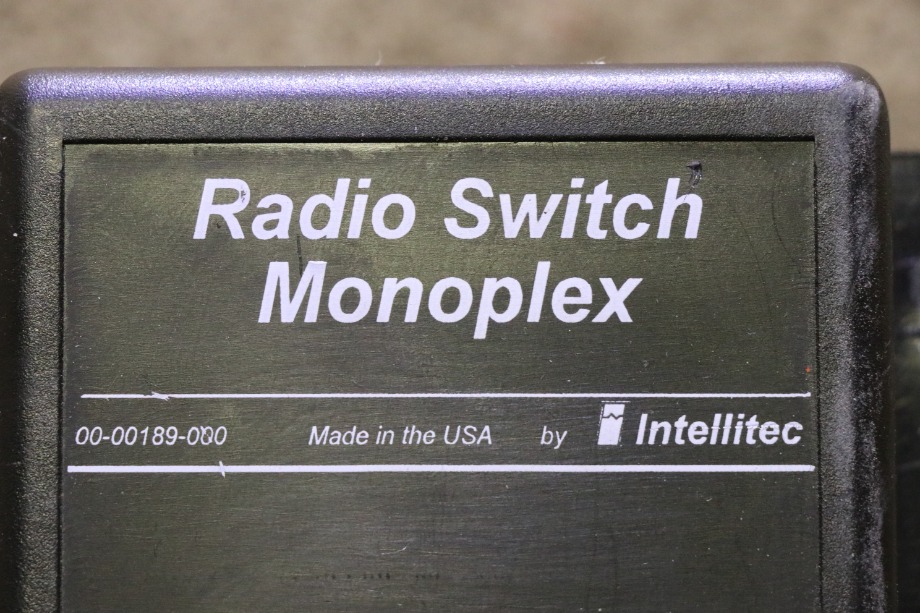 Radio Switch
Monoplex
00-00189-000 Made in the USA by Intellitec